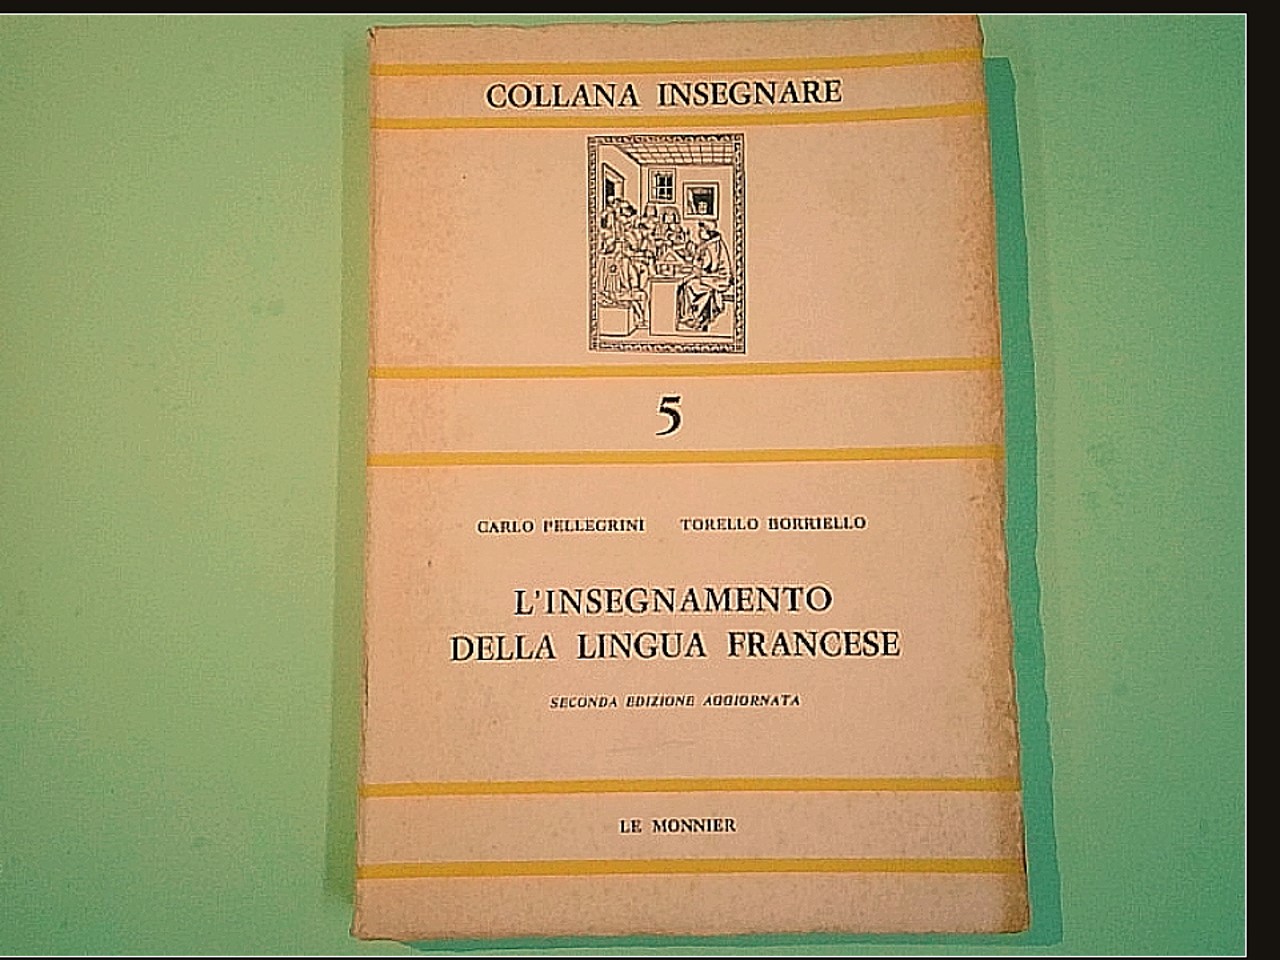 COLLANA INSEGNARE
5
CARLO PELLEGRINI TORELLO BORRIELLO
L'INSEGNAMENTO
DELLA LINGUA FRANCESE
SECONDA EDIZIONE AGGIORNATA
LE MONNIER